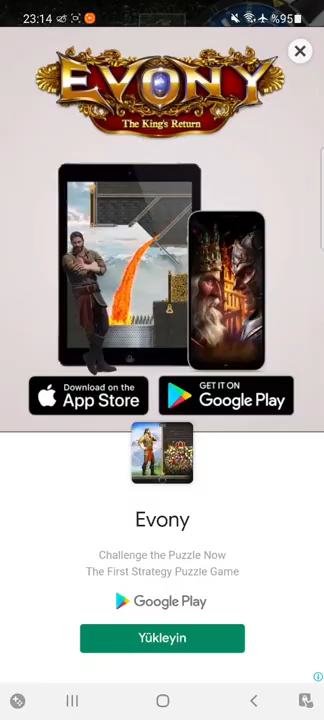 23:14
%95
EVONY
The King's Return
Download on the
App Store
GET IT ON
Google Play
Evony
Challenge the Puzzle Now
The First Strategy Puzzle Game
Google Play
Yükleyin